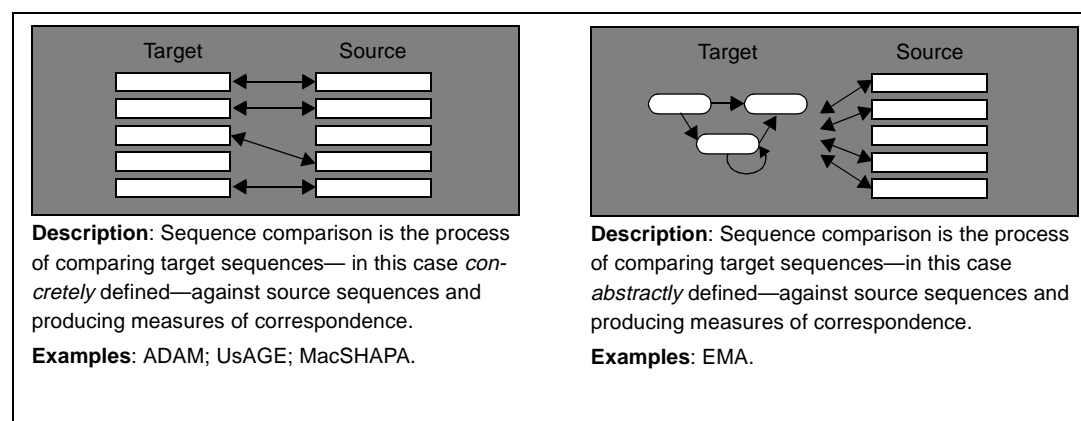 Target Source
Description: Sequence comparison is the process
of comparing target sequences— in this case con-
cretely defined—against source sequences and
producing measures of correspondence.
Examples: ADAM; UsAGE; MacSHAPA.
Target Source
Description: Sequence comparison is the process
of comparing target sequences—in this case
abstractly defined—against source sequences and
producing measures of correspondence.
Examples: EMA.